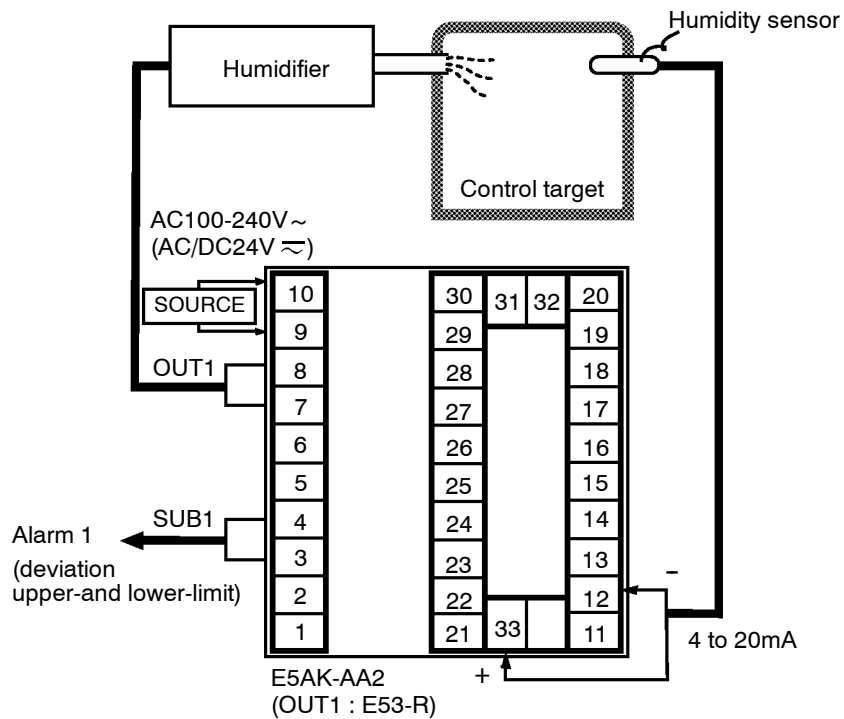 Humidity sensor
Humidifier
Control target
AC100-240V ~
(AC/DC24V ⎓~)
SOURCE
OUT1
SUB1
Alarm 1
(deviation
upper-and lower-limit)
10
9
8
7
6
5
4
3
2
1
30
29
28
27
26
25
24
23
22
21
31 32
33
20
19
18
17
16
15
14
13
12
11
−
+
4 to 20mA
E5AK-AA2
(OUT1 : E53-R)